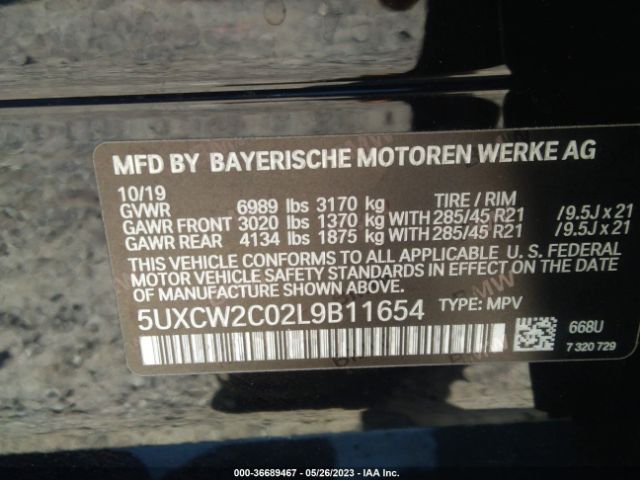 MFD BY BAYERISCHE MOTOREN WERKE AG
10/19 TIRE / RIM
GVWR 6989 lbs 3170 kg
GAWR FRONT 3020 lbs 1370 kg WITH 285/45 R21 /9.5J x 21
GAWR REAR 4134 lbs 1875 kg WITH 285/45 R21 /9.5J x 21
THIS VEHICLE CONFORMS TO ALL APPLICABLE U. S. FEDERAL
MOTOR VEHICLE SAFETY STANDARDS IN EFFECT ON THE DATE OF
MANUFACTURE SHOWN ABOVE.
5UXCW2C02L9B11654 TYPE: MPV
668U
7 320 729
000-36689467 - 05/26/2023 - IAA Inc.